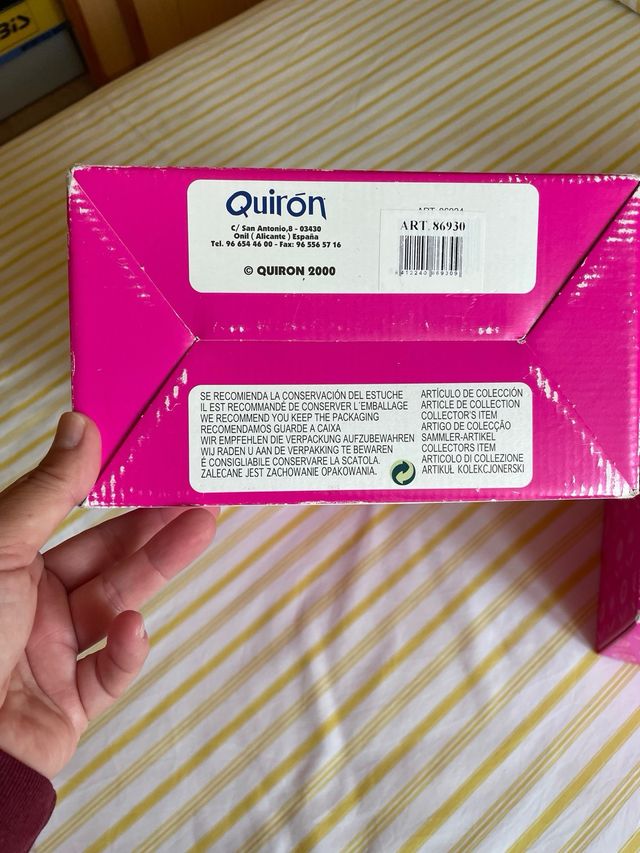 BIS
Quirón
C/ San Antonio,8 - 03430
Onil ( Alicante ) España
Tel. 96 654 46 00 - Fax: 96 556 57 16
© QUIRON 2000
ART. 86930
8412240 869309
SE RECOMIENDA LA CONSERVACIÓN DEL ESTUCHE
IL EST RECOMMANDÉ DE CONSERVER L´EMBALLAGE
WE RECOMMEND YOU KEEP THE PACKAGING
RECOMENDAMOS GUARDE A CAIXA
WIR EMPFEHLEN DIE VERPACKUNG AUFZUBEWAHREN
WIJ RADEN U AAN DE VERPAKKING TE BEWAREN
É CONSIGLIABILE CONSERVARE LA SCATOLA
ZALECANE JEST ZACHOWANIE OPAKOWANIA.
ARTÍCULO DE COLECCIÓN
ARTICLE DE COLLECTION
COLLECTOR'S ITEM
ARTIGO DE COLECÇÃO
SAMMLER-ARTIKEL
COLLECTORS ITEM
ARTICOLO DI COLLEZIONE
ARTIKUŁ KOLEKCJONERSKI